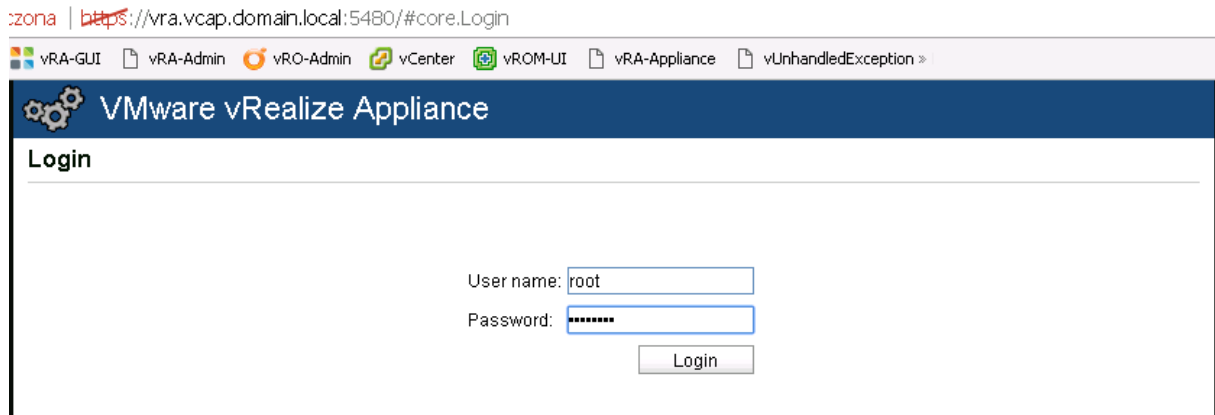 czona | https://vra.vcap.domain.local:5480/#core.Login
vRA-GUI vRA-Admin vRO-Admin vCenter vROM-UI vRA-Appliance vUnhandledException »
VMware vRealize Appliance
Login
User name: root
Password: ••••••••
Login